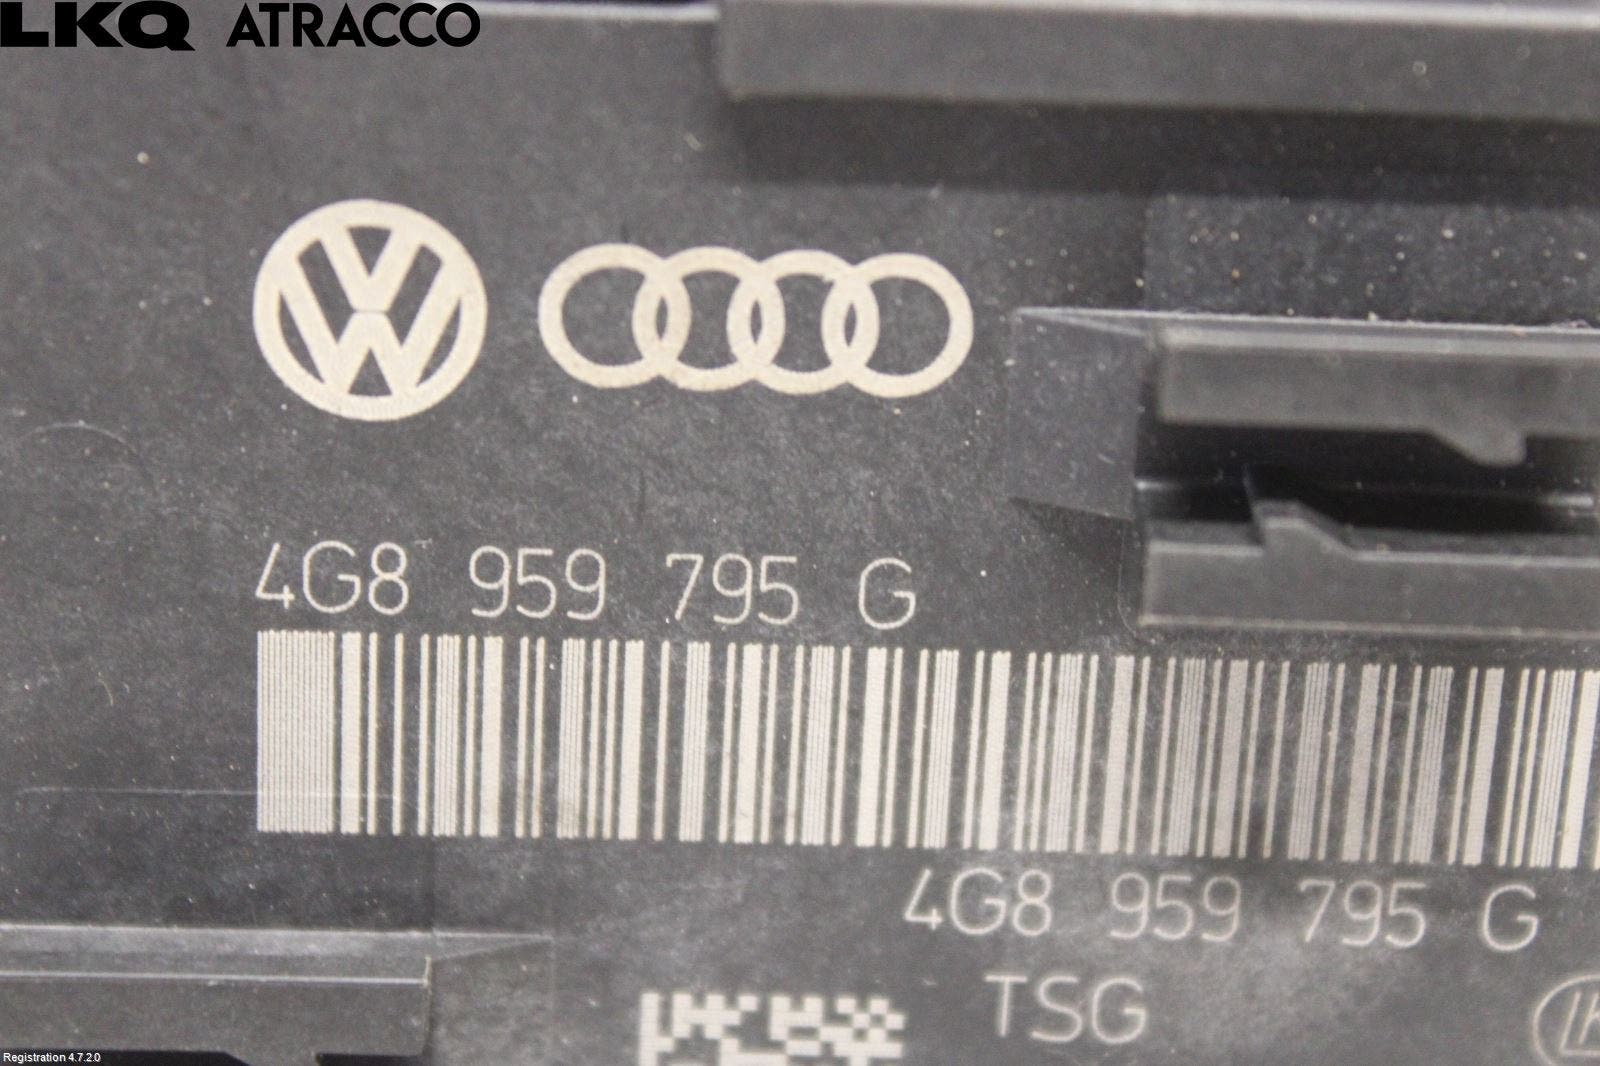 LKQ ATRACCO
4G8 959 795 G
4G8 959 795 G
TSG
Registration 4.7.2.0